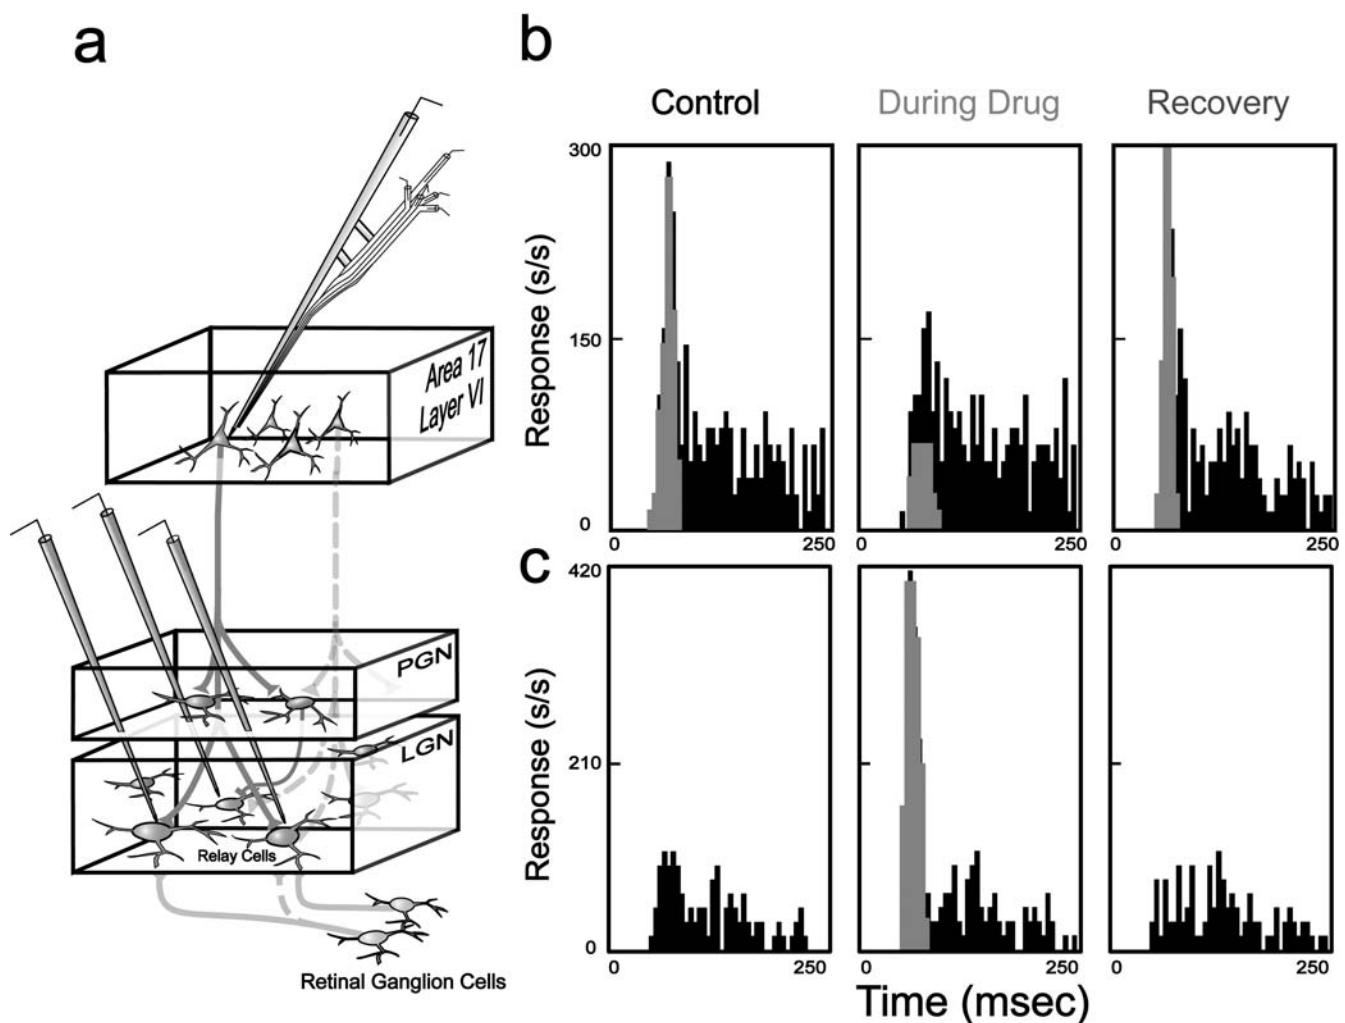 a
Area 17
Layer VI
PGN
LGN
Relay Cells
Retinal Ganglion Cells
b
Control
During Drug
Recovery
Response (s/s)
300
150
0
0
250
0
250
0
250
c
Response (s/s)
420
210
0
0
250
0
250
0
250
Time (msec)